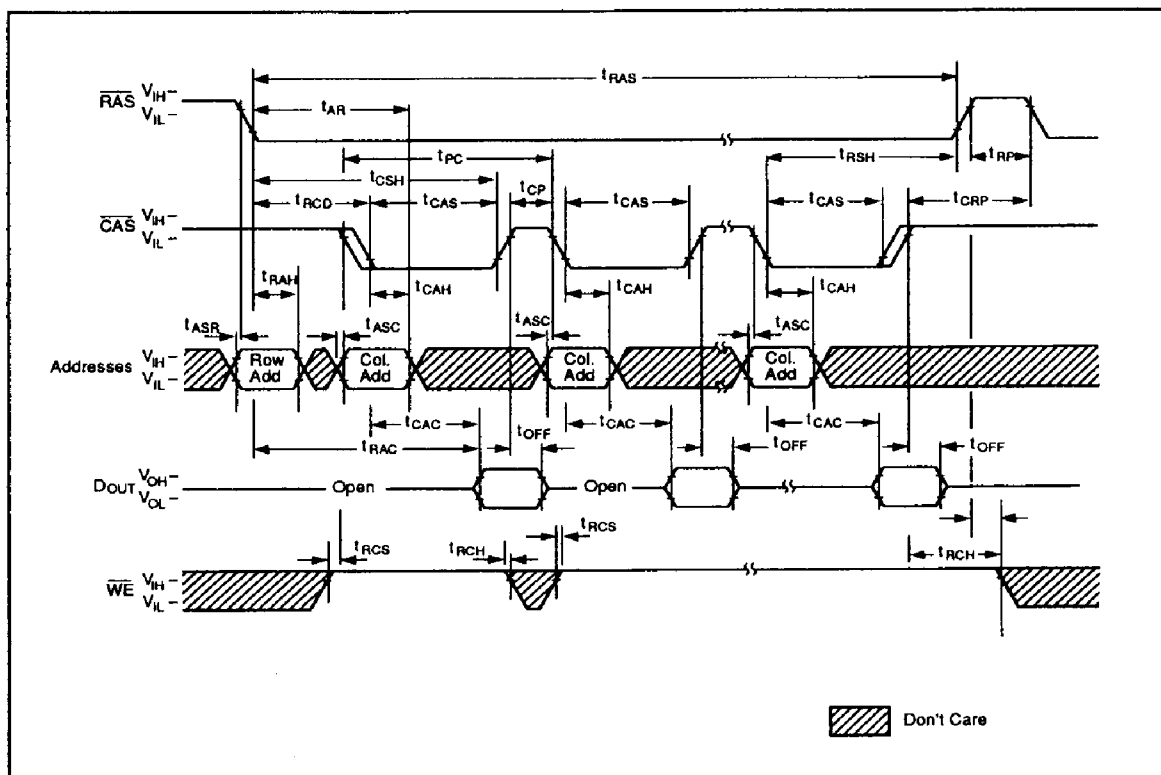 tRAS
RAS VIH
VIL
tAR
tRSH
tRP
tPC
tCSH
tCP
tRCD
tCAS
tCAS
tCAS
tCRP
CAS VIH
VIL
tRAH
tCAH
tCAH
tCAH
tASR
tASC
tASC
tASC
Addresses VIH
VIL
Row Add
Col. Add
Col. Add
Col. Add
tCAC
tCAC
tCAC
tRAC
tOFF
tOFF
tOFF
DOUT VOH
VOL
Open
Open
tRCS
tRCH
tRCS
tRCH
WE VIH
VIL
Don't Care